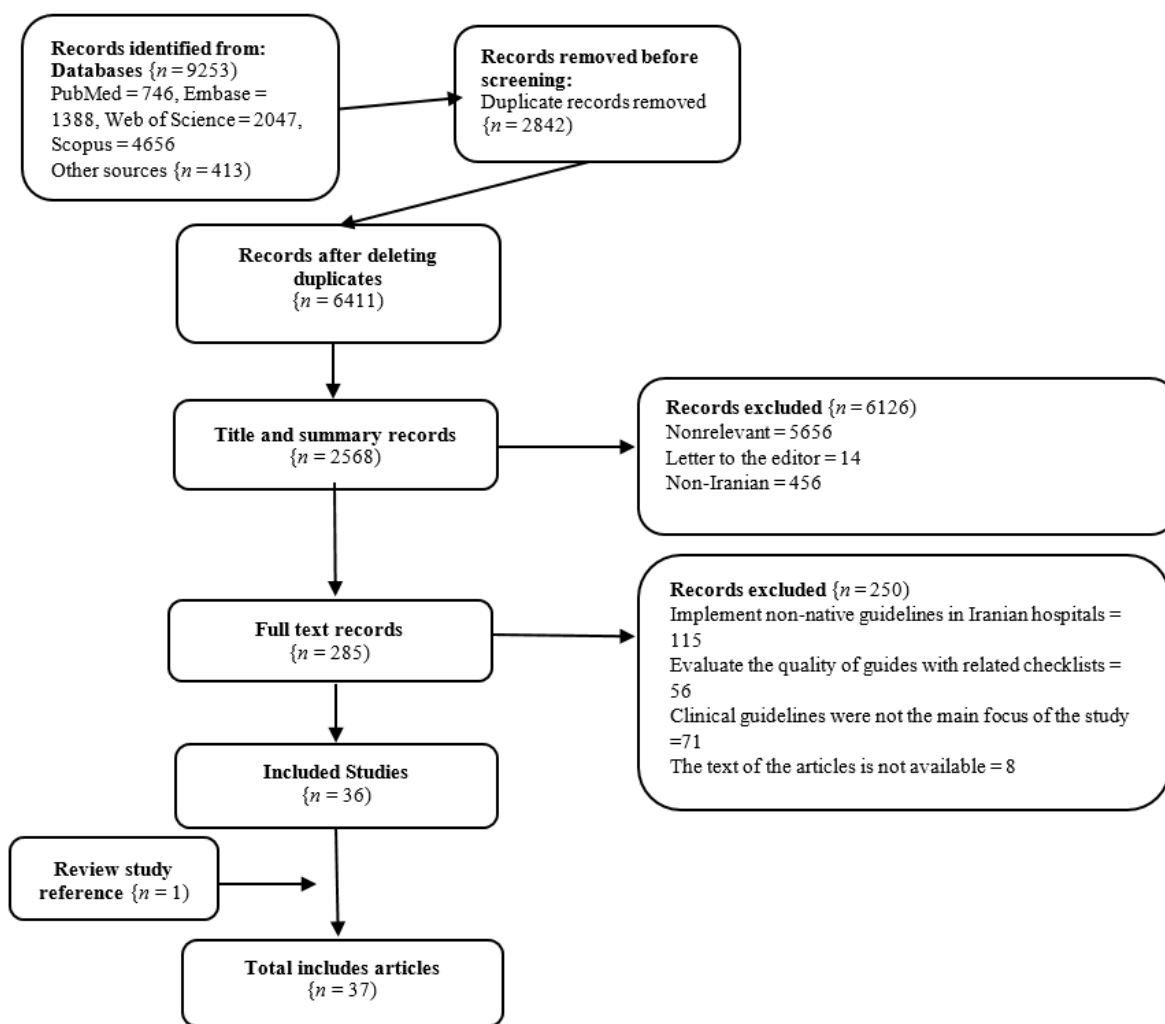 Records identified from:
Databases {n = 9253)
PubMed = 746, Embase =
1388, Web of Science = 2047,
Scopus = 4656
Other sources {n = 413)
Records removed before
screening:
Duplicate records removed
{n = 2842)
Records after deleting
duplicates
{n = 6411)
Title and summary records
{n = 2568)
Records excluded {n = 6126)
Nonrelevant = 5656
Letter to the editor = 14
Non-Iranian = 456
Full text records
{n = 285)
Records excluded {n = 250)
Implement non-native guidelines in Iranian hospitals =
115
Evaluate the quality of guides with related checklists =
56
Clinical guidelines were not the main focus of the study
=71
The text of the articles is not available = 8
Included Studies
{n = 36)
Review study
reference {n = 1)
Total includes articles
{n = 37)